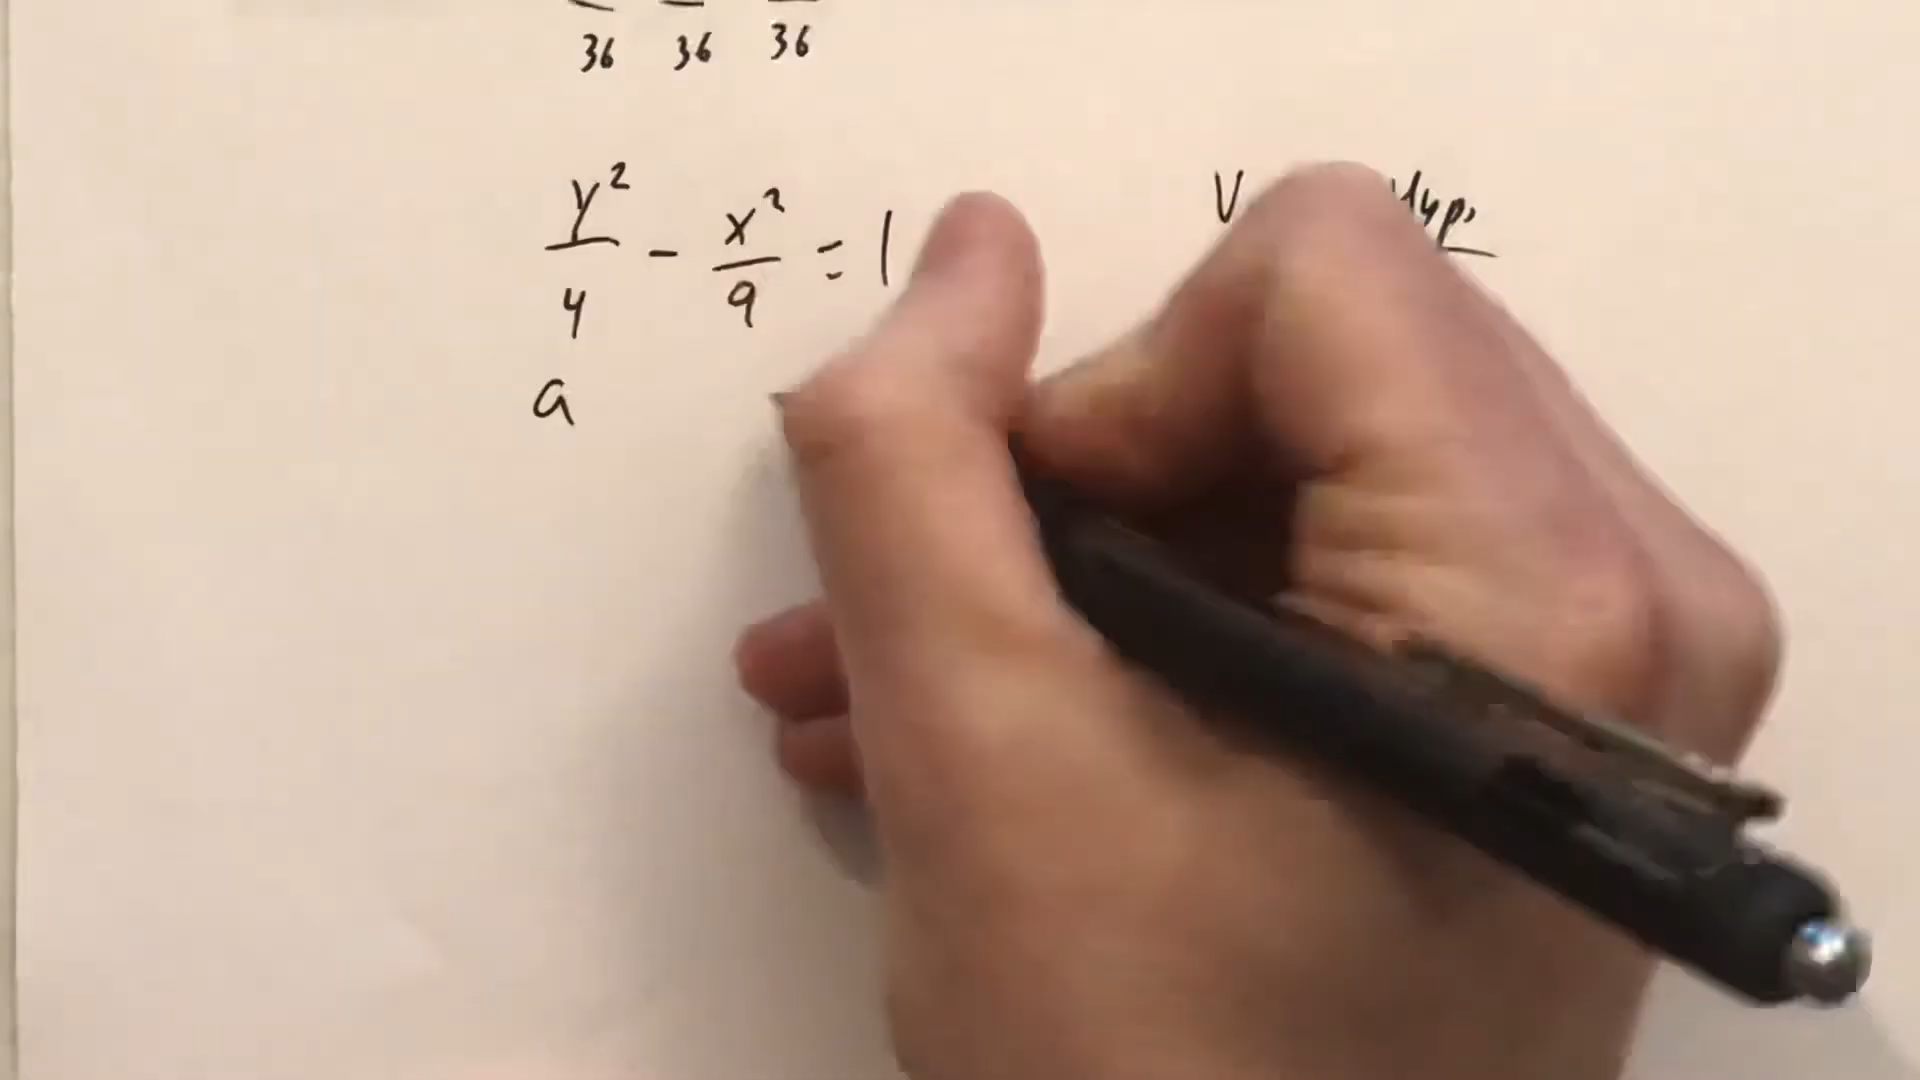 36 36 36
y² x²
— - — = 1
4 9
a